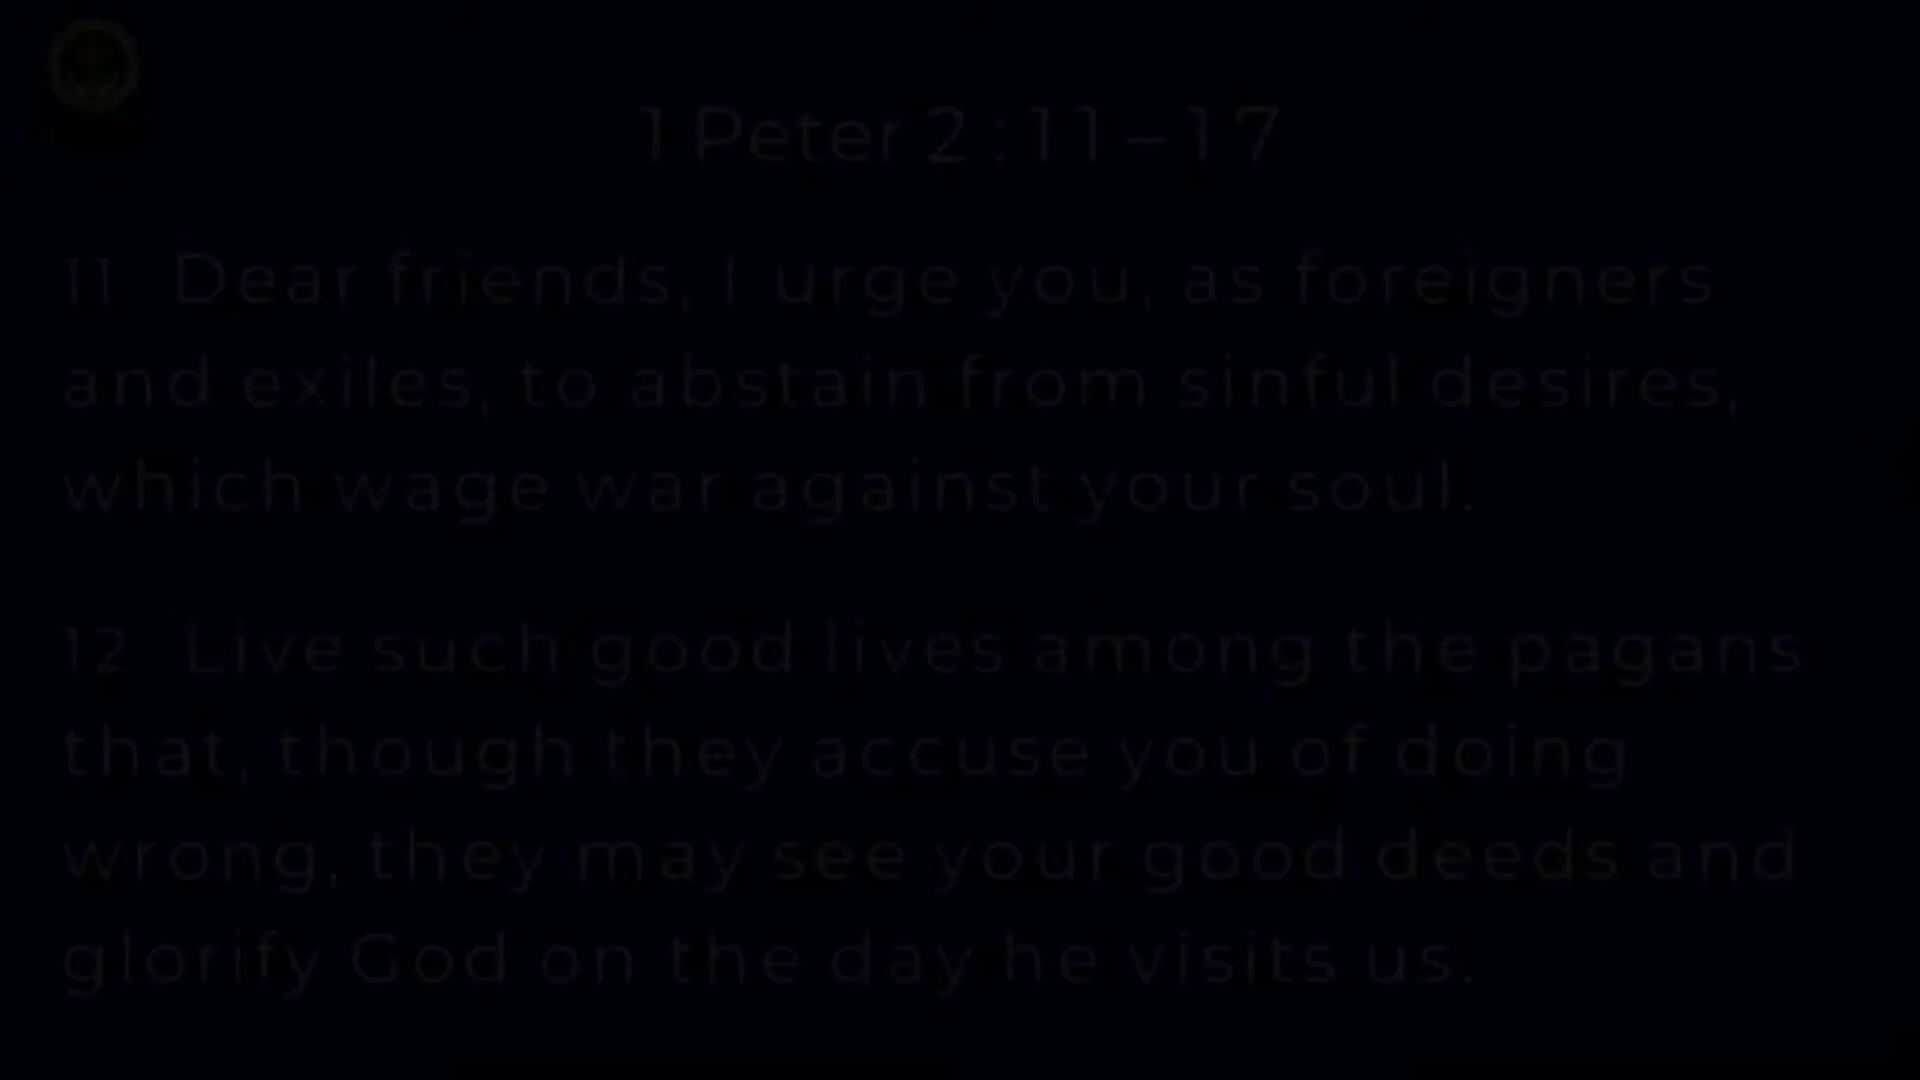 1 Peter 2:11–17
11 Dear friends, I urge you, as foreigners
and exiles, to abstain from sinful desires,
which wage war against your soul.
12 Live such good lives among the pagans
that, though they accuse you of doing
wrong, they may see your good deeds and
glorify God on the day he visits us.